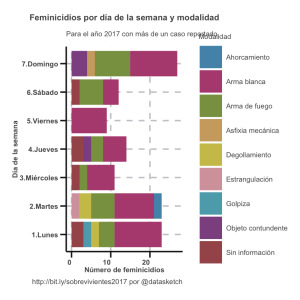 Feminicidios por dia de la semana y modalidad
Para el año 2017 con más de un caso reportado
Modalidad
Ahorcamiento
Arma blanca
Arma de fuego
Asfixia mecánica
Degollamiento
Estrangulación
Golpiza
Objeto contundente
Sin información
Dia de la semana
7.Domingo
6.Sábado
5.Viernes
4.Jueves
3.Miércoles
2.Martes
1.Lunes
0 10 20
Número de feminicidios
http://bit.ly/sobrevivientes2017 por @datasketch